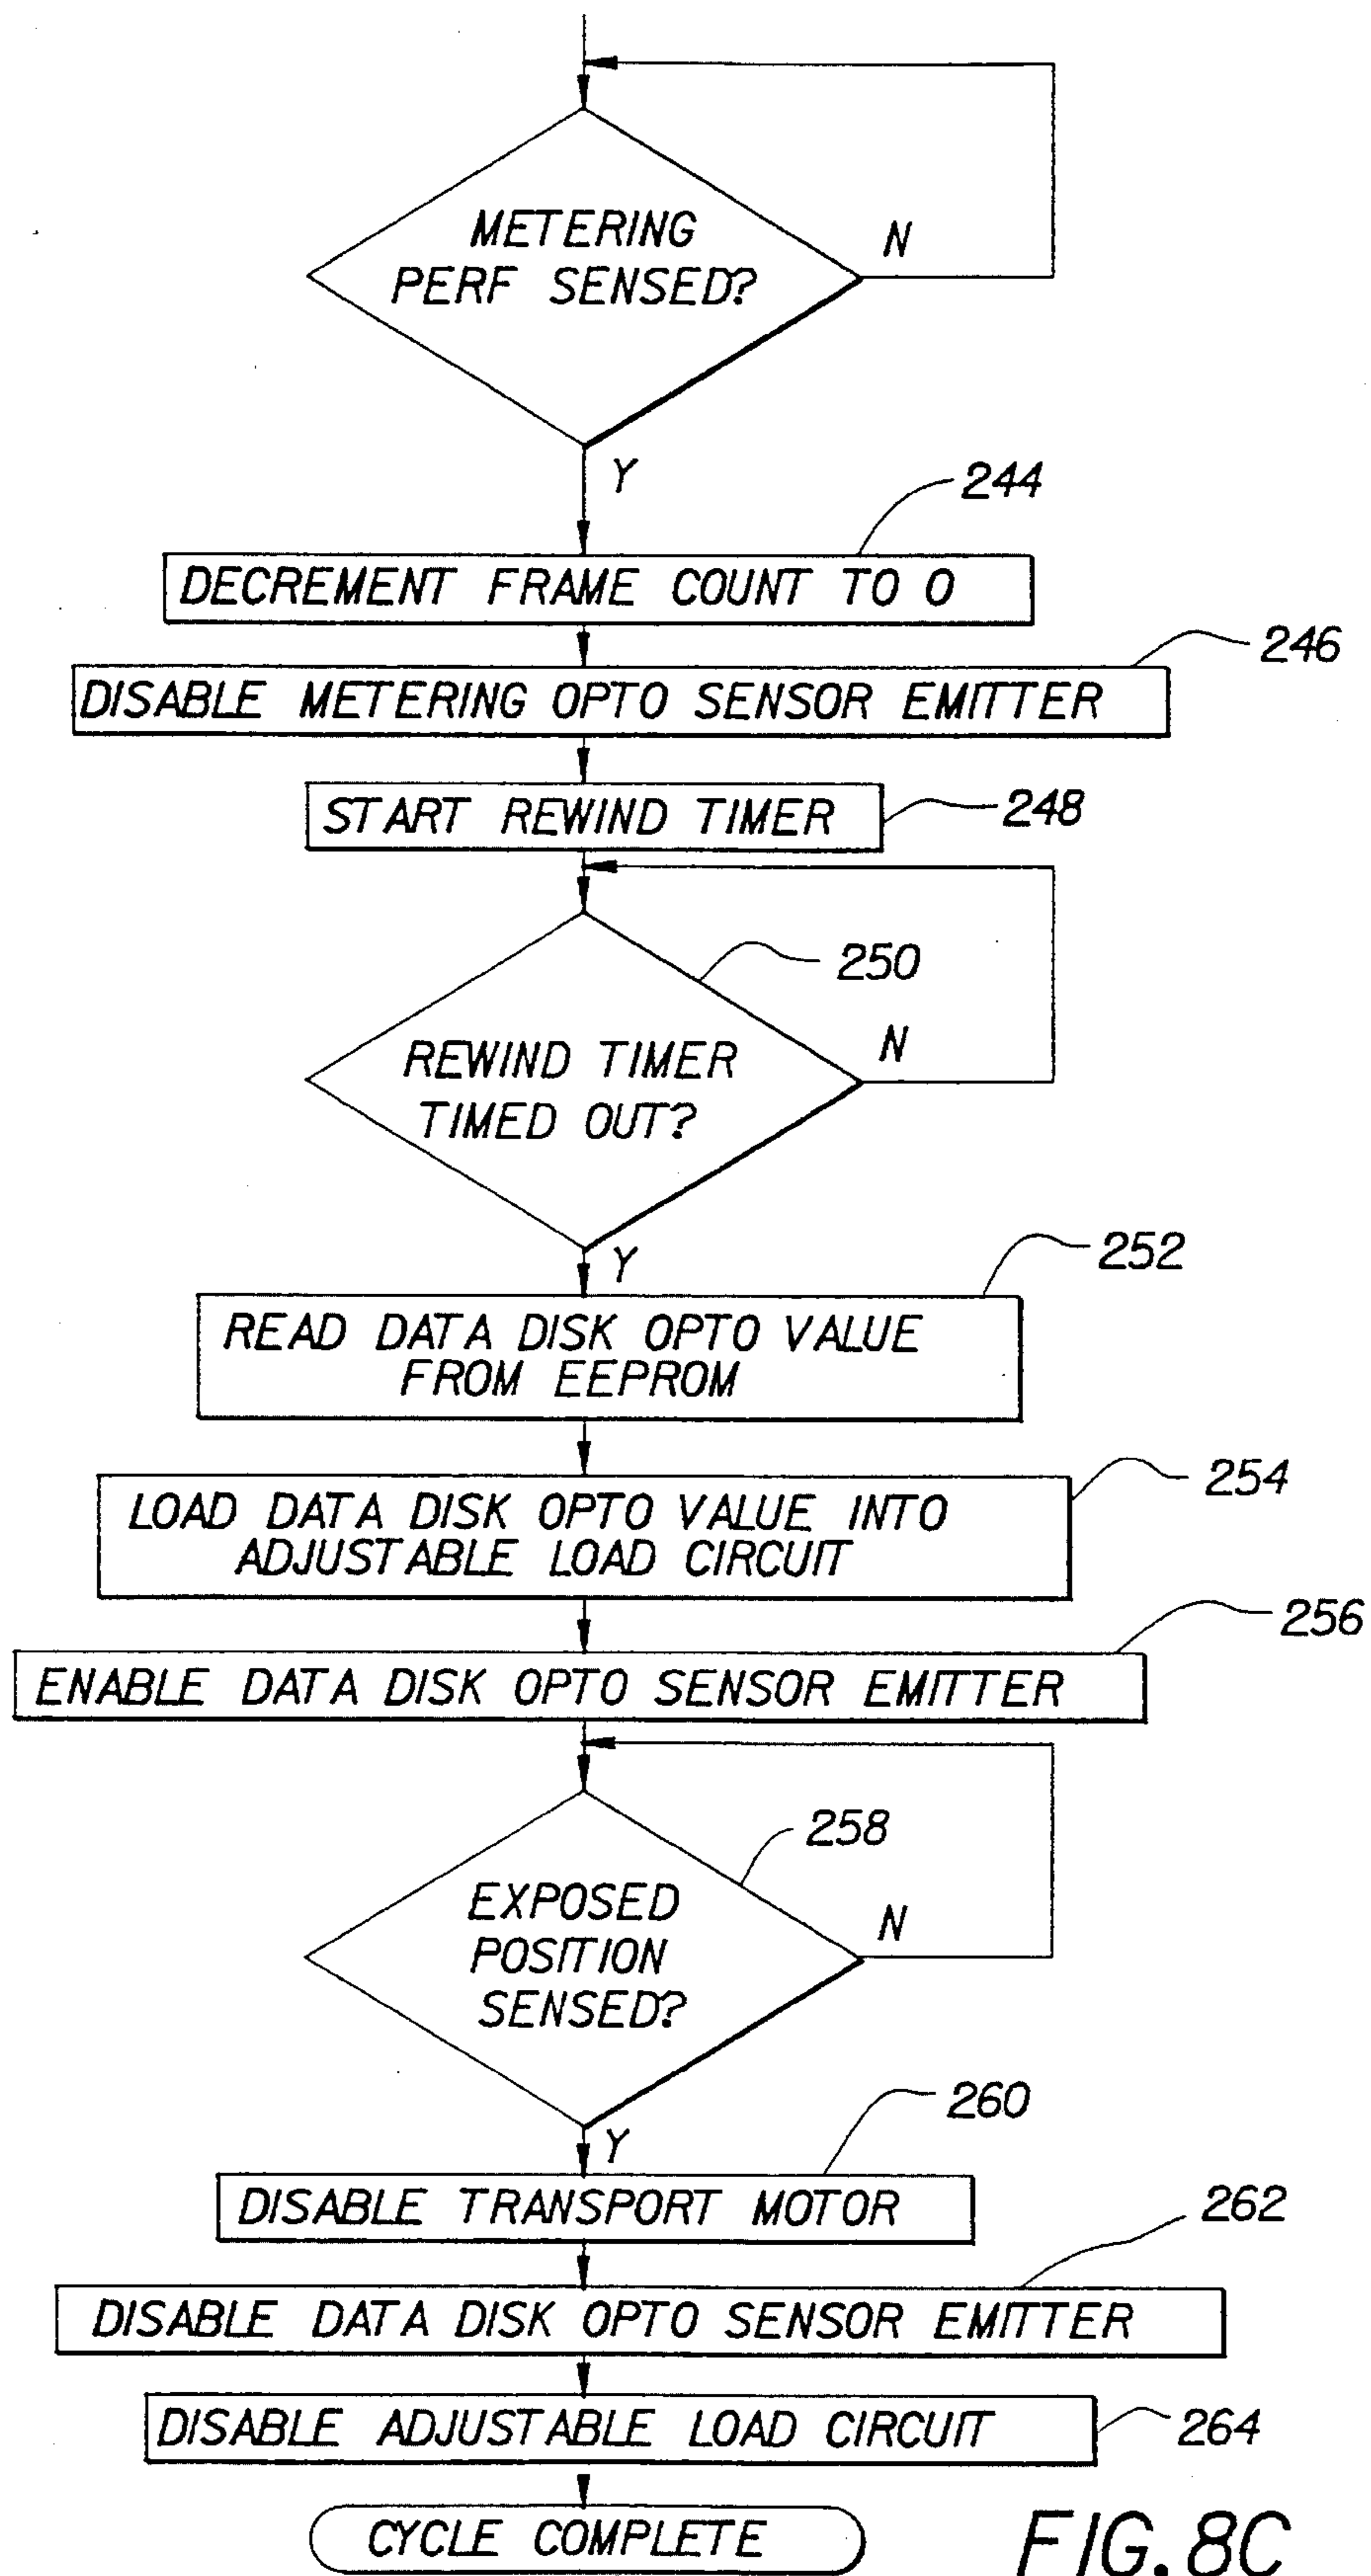 METERING
PERF SENSED?
N
Y
244
DECREMENT FRAME COUNT TO 0
246
DISABLE METERING OPTO SENSOR EMITTER
START REWIND TIMER
248
250
REWIND TIMER
TIMED OUT?
N
Y
252
READ DATA DISK OPTO VALUE
FROM EEPROM
254
LOAD DATA DISK OPTO VALUE INTO
ADJUSTABLE LOAD CIRCUIT
256
ENABLE DATA DISK OPTO SENSOR EMITTER
258
EXPOSED
POSITION
SENSED?
N
Y
260
DISABLE TRANSPORT MOTOR
262
DISABLE DATA DISK OPTO SENSOR EMITTER
DISABLE ADJUSTABLE LOAD CIRCUIT
264
CYCLE COMPLETE
FIG. 8C